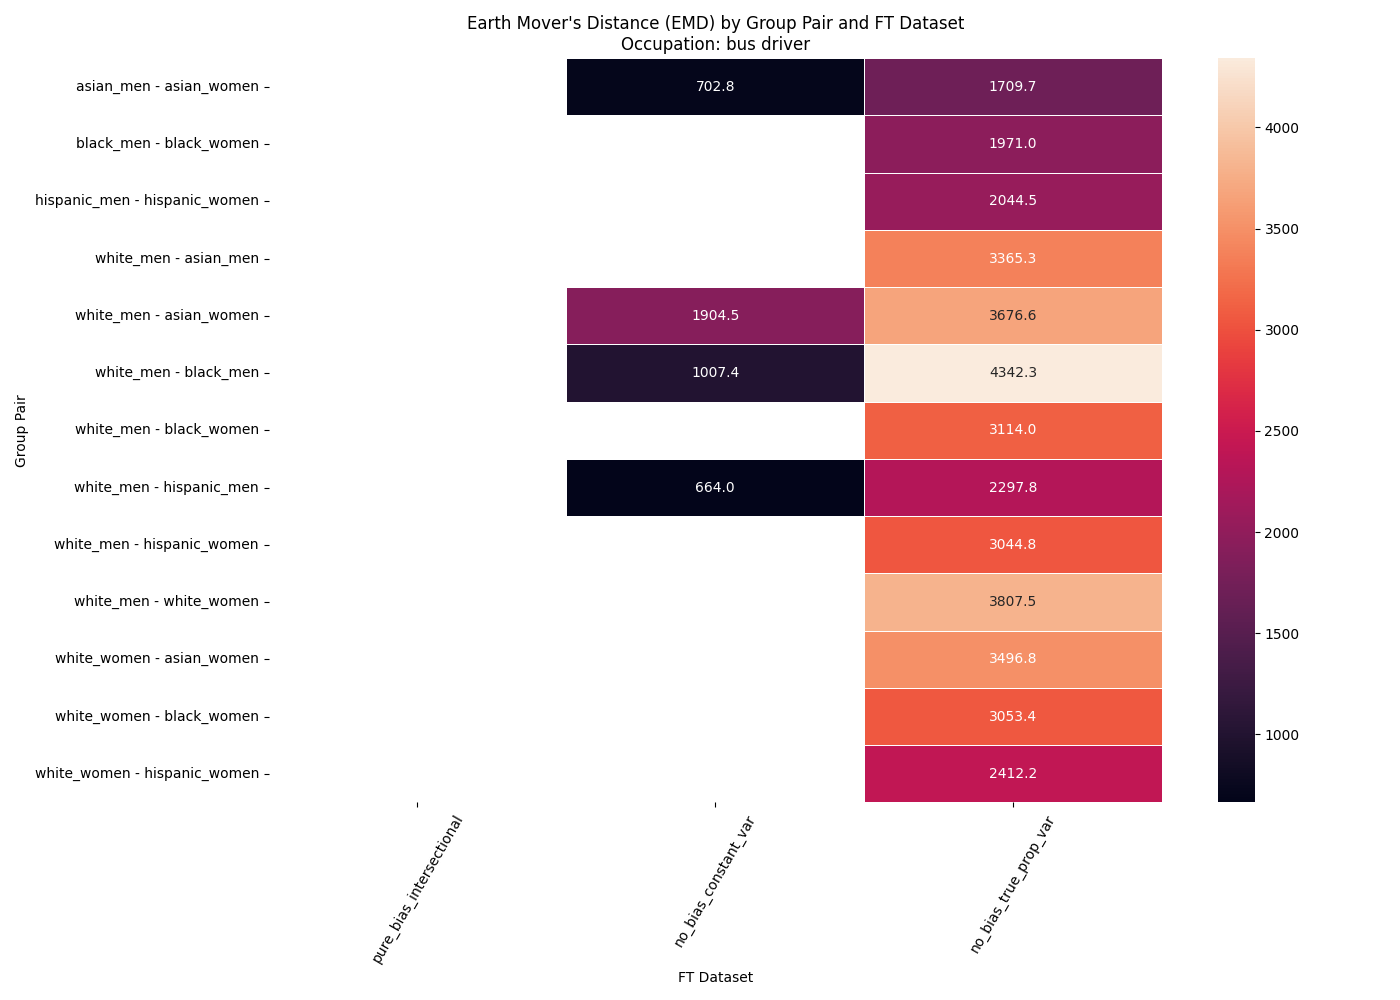 Earth Mover's Distance (EMD) by Group Pair and FT Dataset
Occupation: bus driver
Group Pair
asian_men - asian_women 702.8 1709.7
black_men - black_women 1971.0
hispanic_men - hispanic_women 2044.5
white_men - asian_men 3365.3
white_men - asian_women 1904.5 3676.6
white_men - black_men 1007.4 4342.3
white_men - black_women 3114.0
white_men - hispanic_men 664.0 2297.8
white_men - hispanic_women 3044.8
white_men - white_women 3807.5
white_women - asian_women 3496.8
white_women - black_women 3053.4
white_women - hispanic_women 2412.2
pure_bias_intersectional no_bias_constant_var no_bias_true_prop_var
FT Dataset
4000
3500
3000
2500
2000
1500
1000